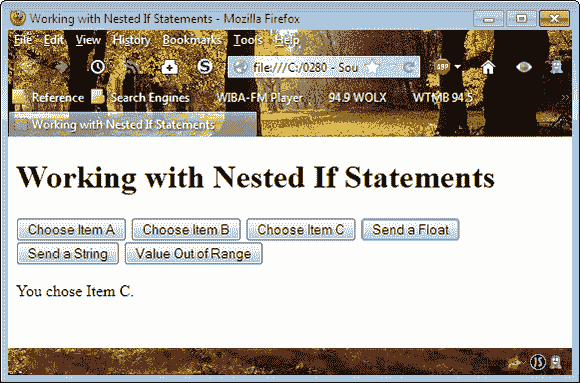 Working with Nested If Statements - Mozilla Firefox
File Edit View History Bookmarks Tools Help
file:///C:/0280 - Sou
ABP
Reference Search Engines WIBA-FM Player 94.9 WOLX WTMB 94.5
Working with Nested If Statements
Working with Nested If Statements
Choose Item A Choose Item B Choose Item C Send a Float
Send a String Value Out of Range
You chose Item C.